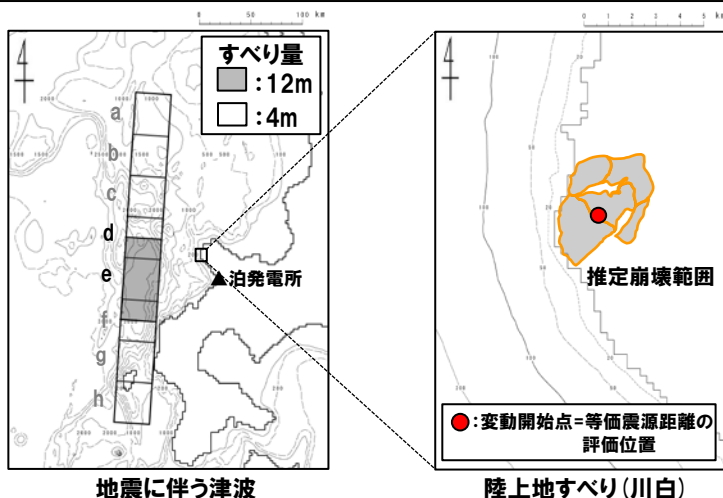 0 50 100 km
すべり量
:12m
:4m
a
b
c
d
e
f
g
h
泊発電所
地震に伴う津波
0 1 2 3 4 5 km
推定崩壊範囲
:変動開始点=等価震源距離の
評価位置
陸上地すべり(川白)